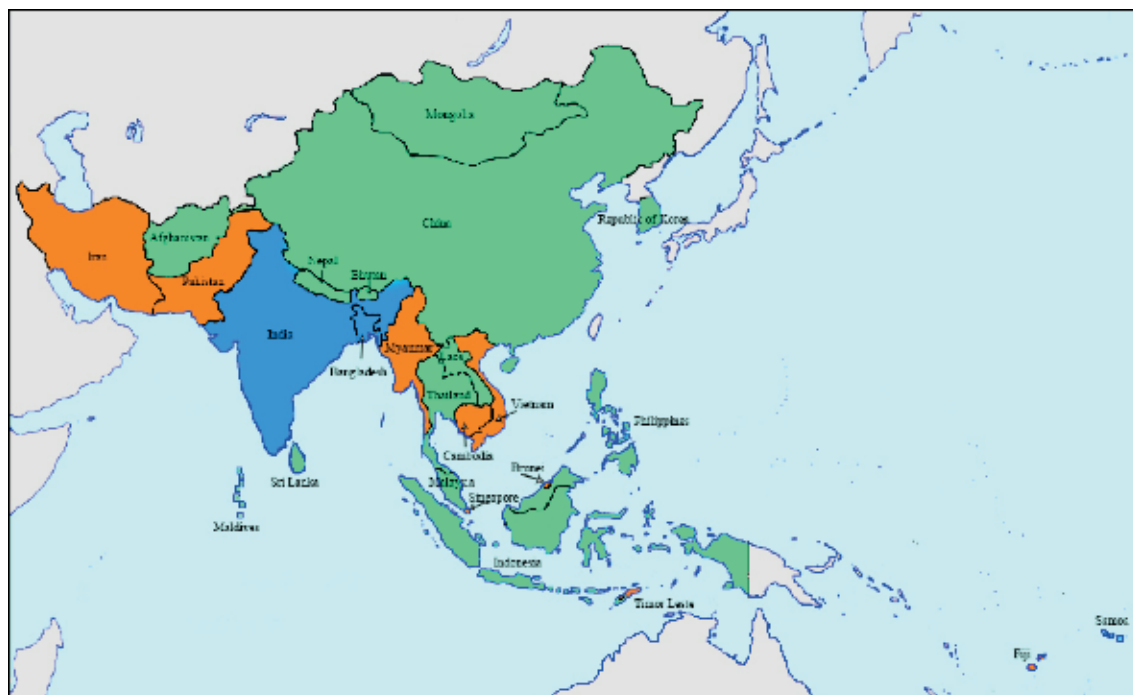 Mongolia
China
Republic of Korea
Afghanistan
Iran
Pakistan
Nepal
Bhutan
India
Bangladesh
Myanmar
Laos
Thailand
Vietnam
Cambodia
Philippines
Sri Lanka
Maldives
Brunei
Malaysia
Singapore
Indonesia
Timor Leste
Samoa
Fiji